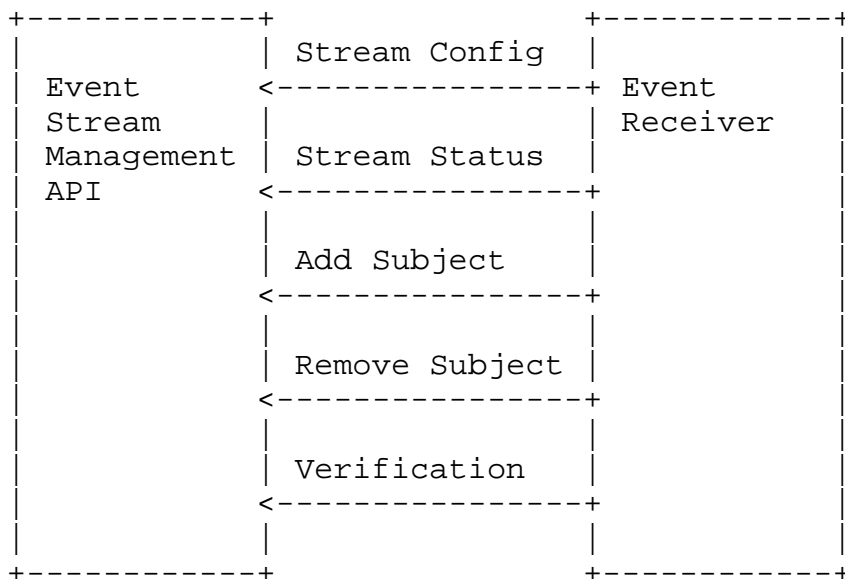 Stream Config
Event Event
Stream Receiver
Management Stream Status
API
Add Subject
Remove Subject
Verification